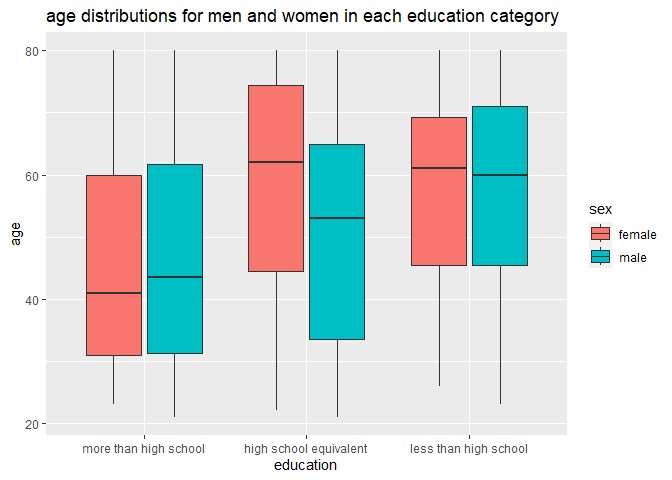 age distributions for men and women in each education category
80
60
40
20
age
more than high school
high school equivalent
less than high school
education
sex
female
male